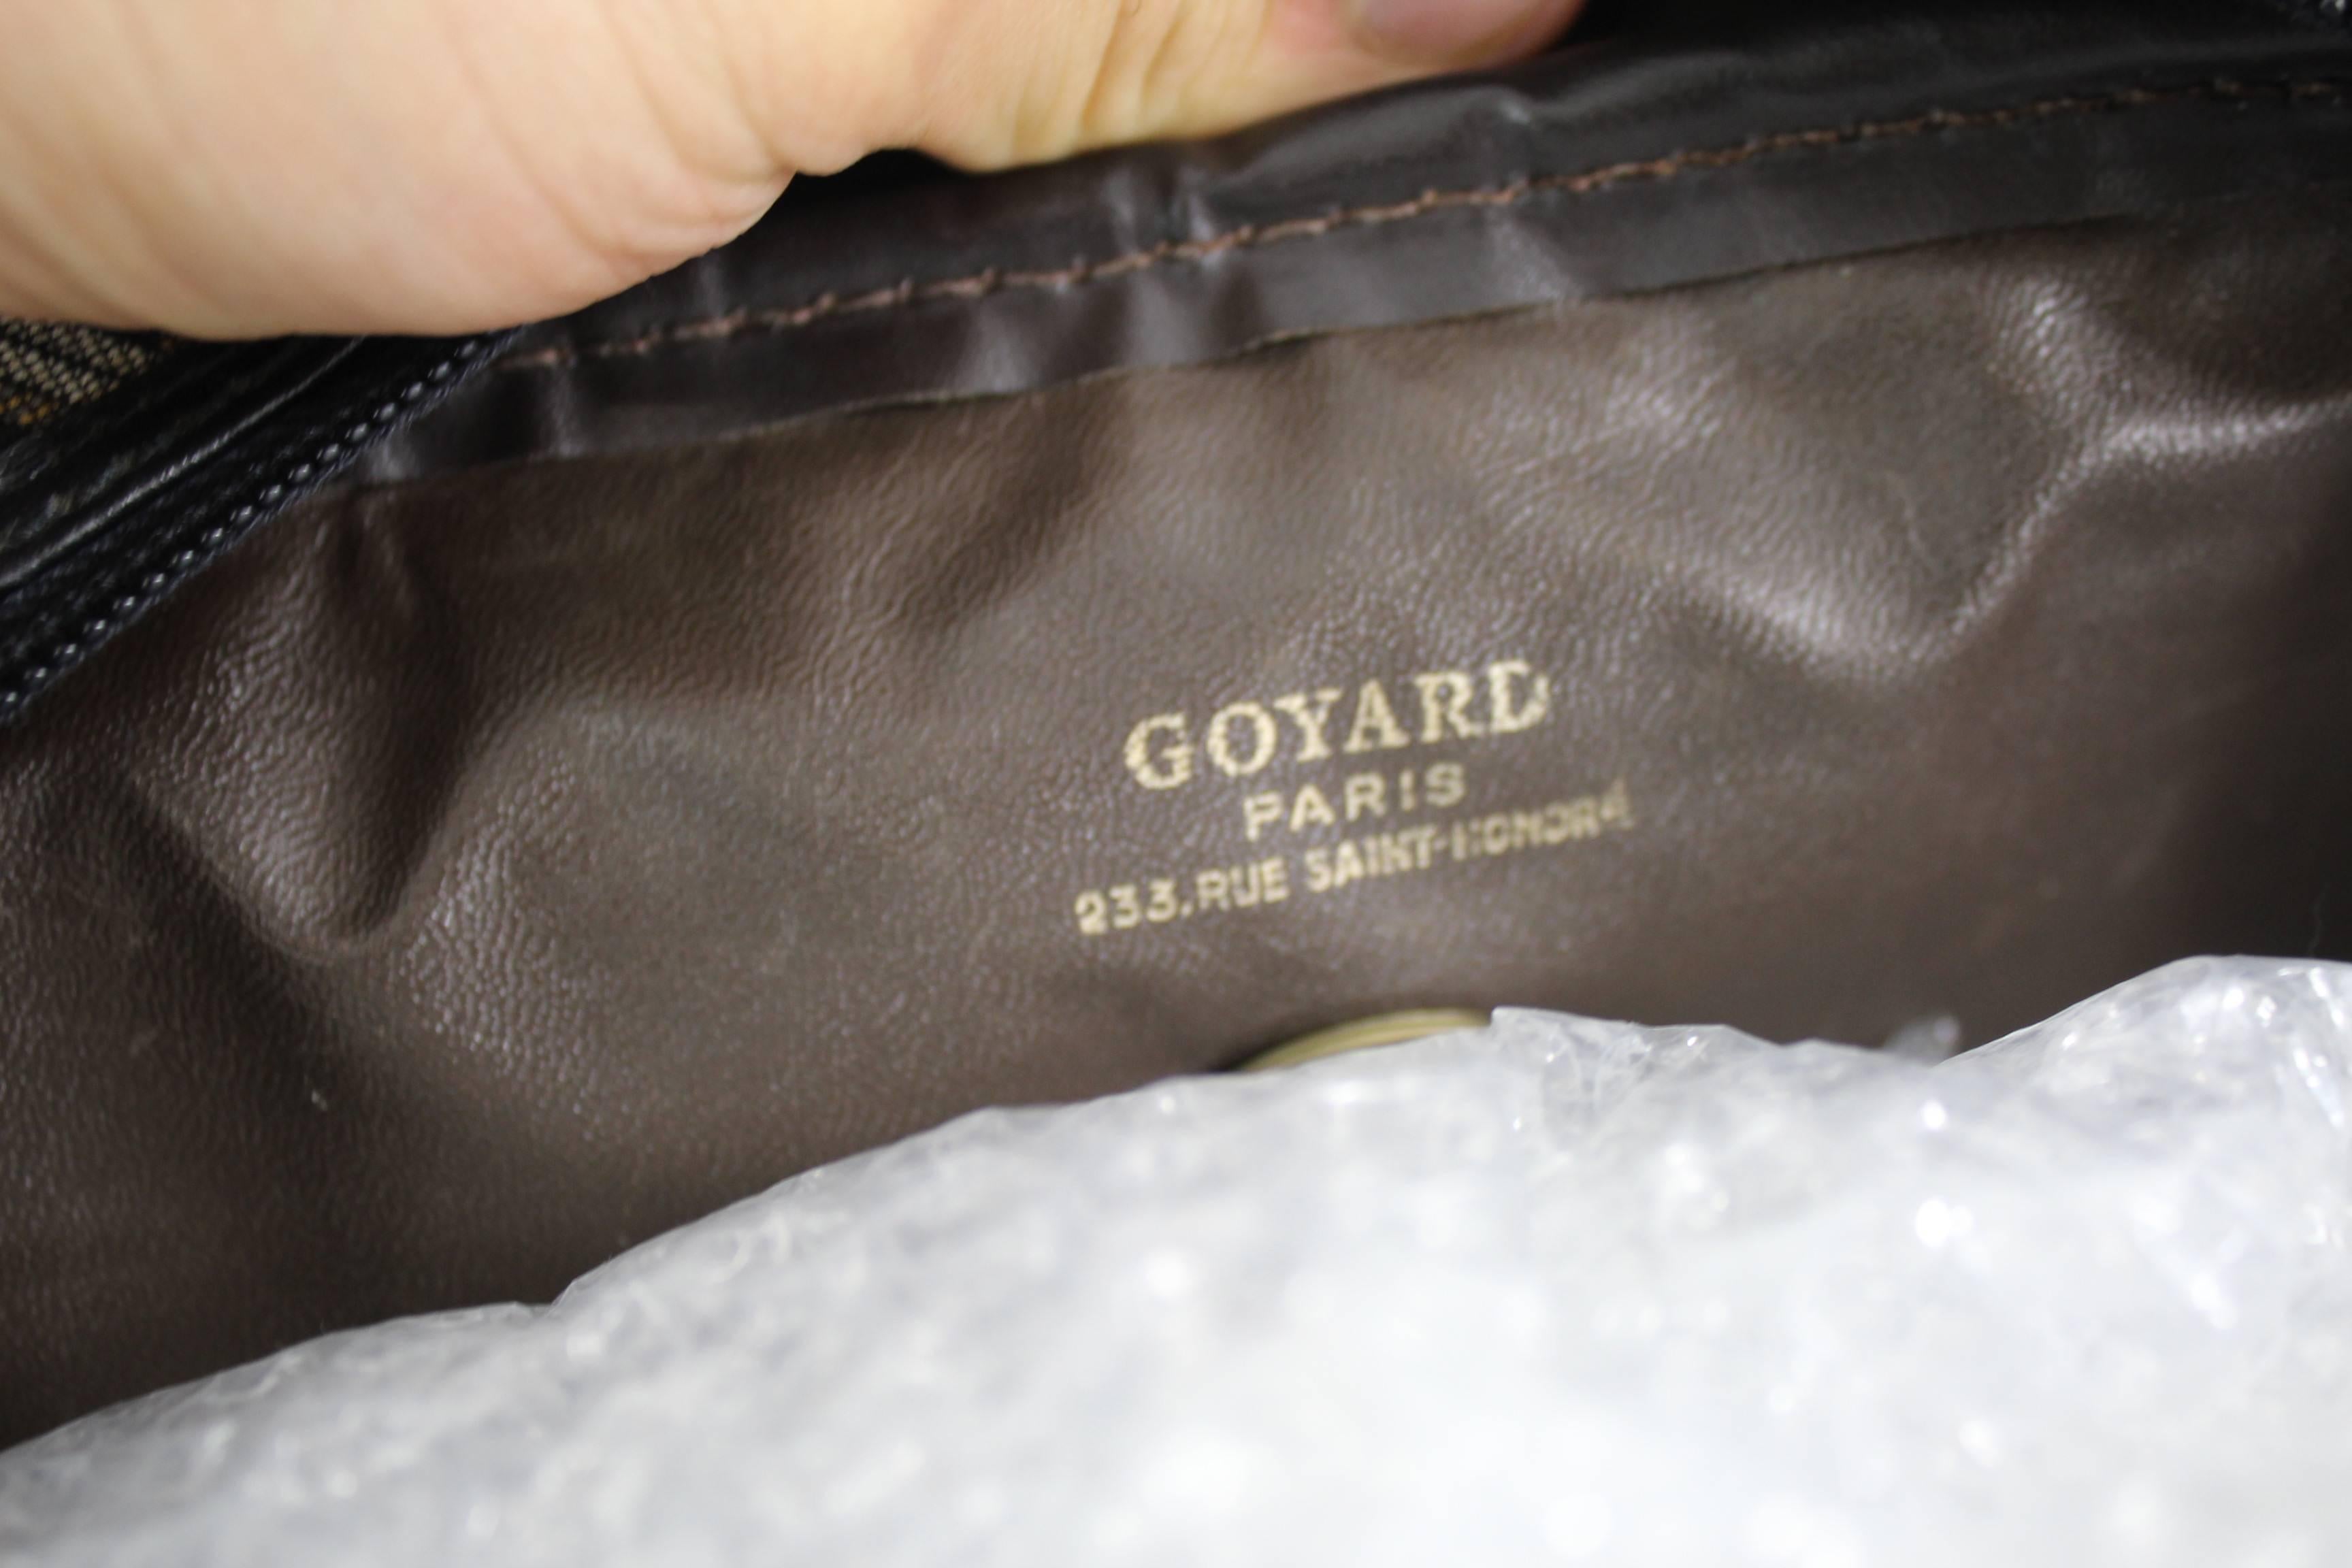 GOYARD
PARIS
233, RUE SAINT-HONORÉ